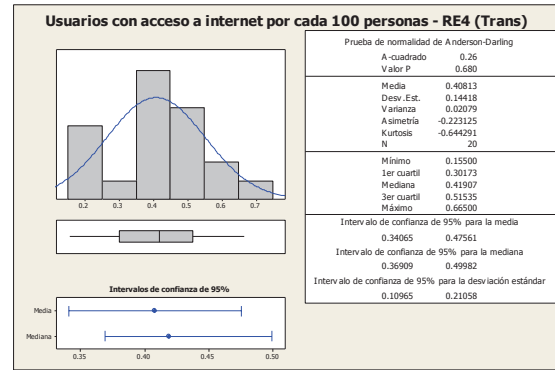 Usuarios con acceso a internet por cada 100 personas - RE4 (Trans)
0.2 0.3 0.4 0.5 0.6 0.7
Intervalos de confianza de 95%
Media
Mediana
0.35 0.40 0.45 0.50
Prueba de normalidad de Anderson-Darling
A-cuadrado 0.26
Valor P 0.680
Media 0.40813
Desv.Est. 0.14418
Varianza 0.02079
Asimetría -0.223125
Kurtosis -0.644291
N 20
Mínimo 0.15500
1er cuartil 0.30173
Mediana 0.41907
3er cuartil 0.51535
Máximo 0.66500
Intervalo de confianza de 95% para la media
0.34065 0.47561
Intervalo de confianza de 95% para la mediana
0.36909 0.49982
Intervalo de confianza de 95% para la desviación estándar
0.10965 0.21058